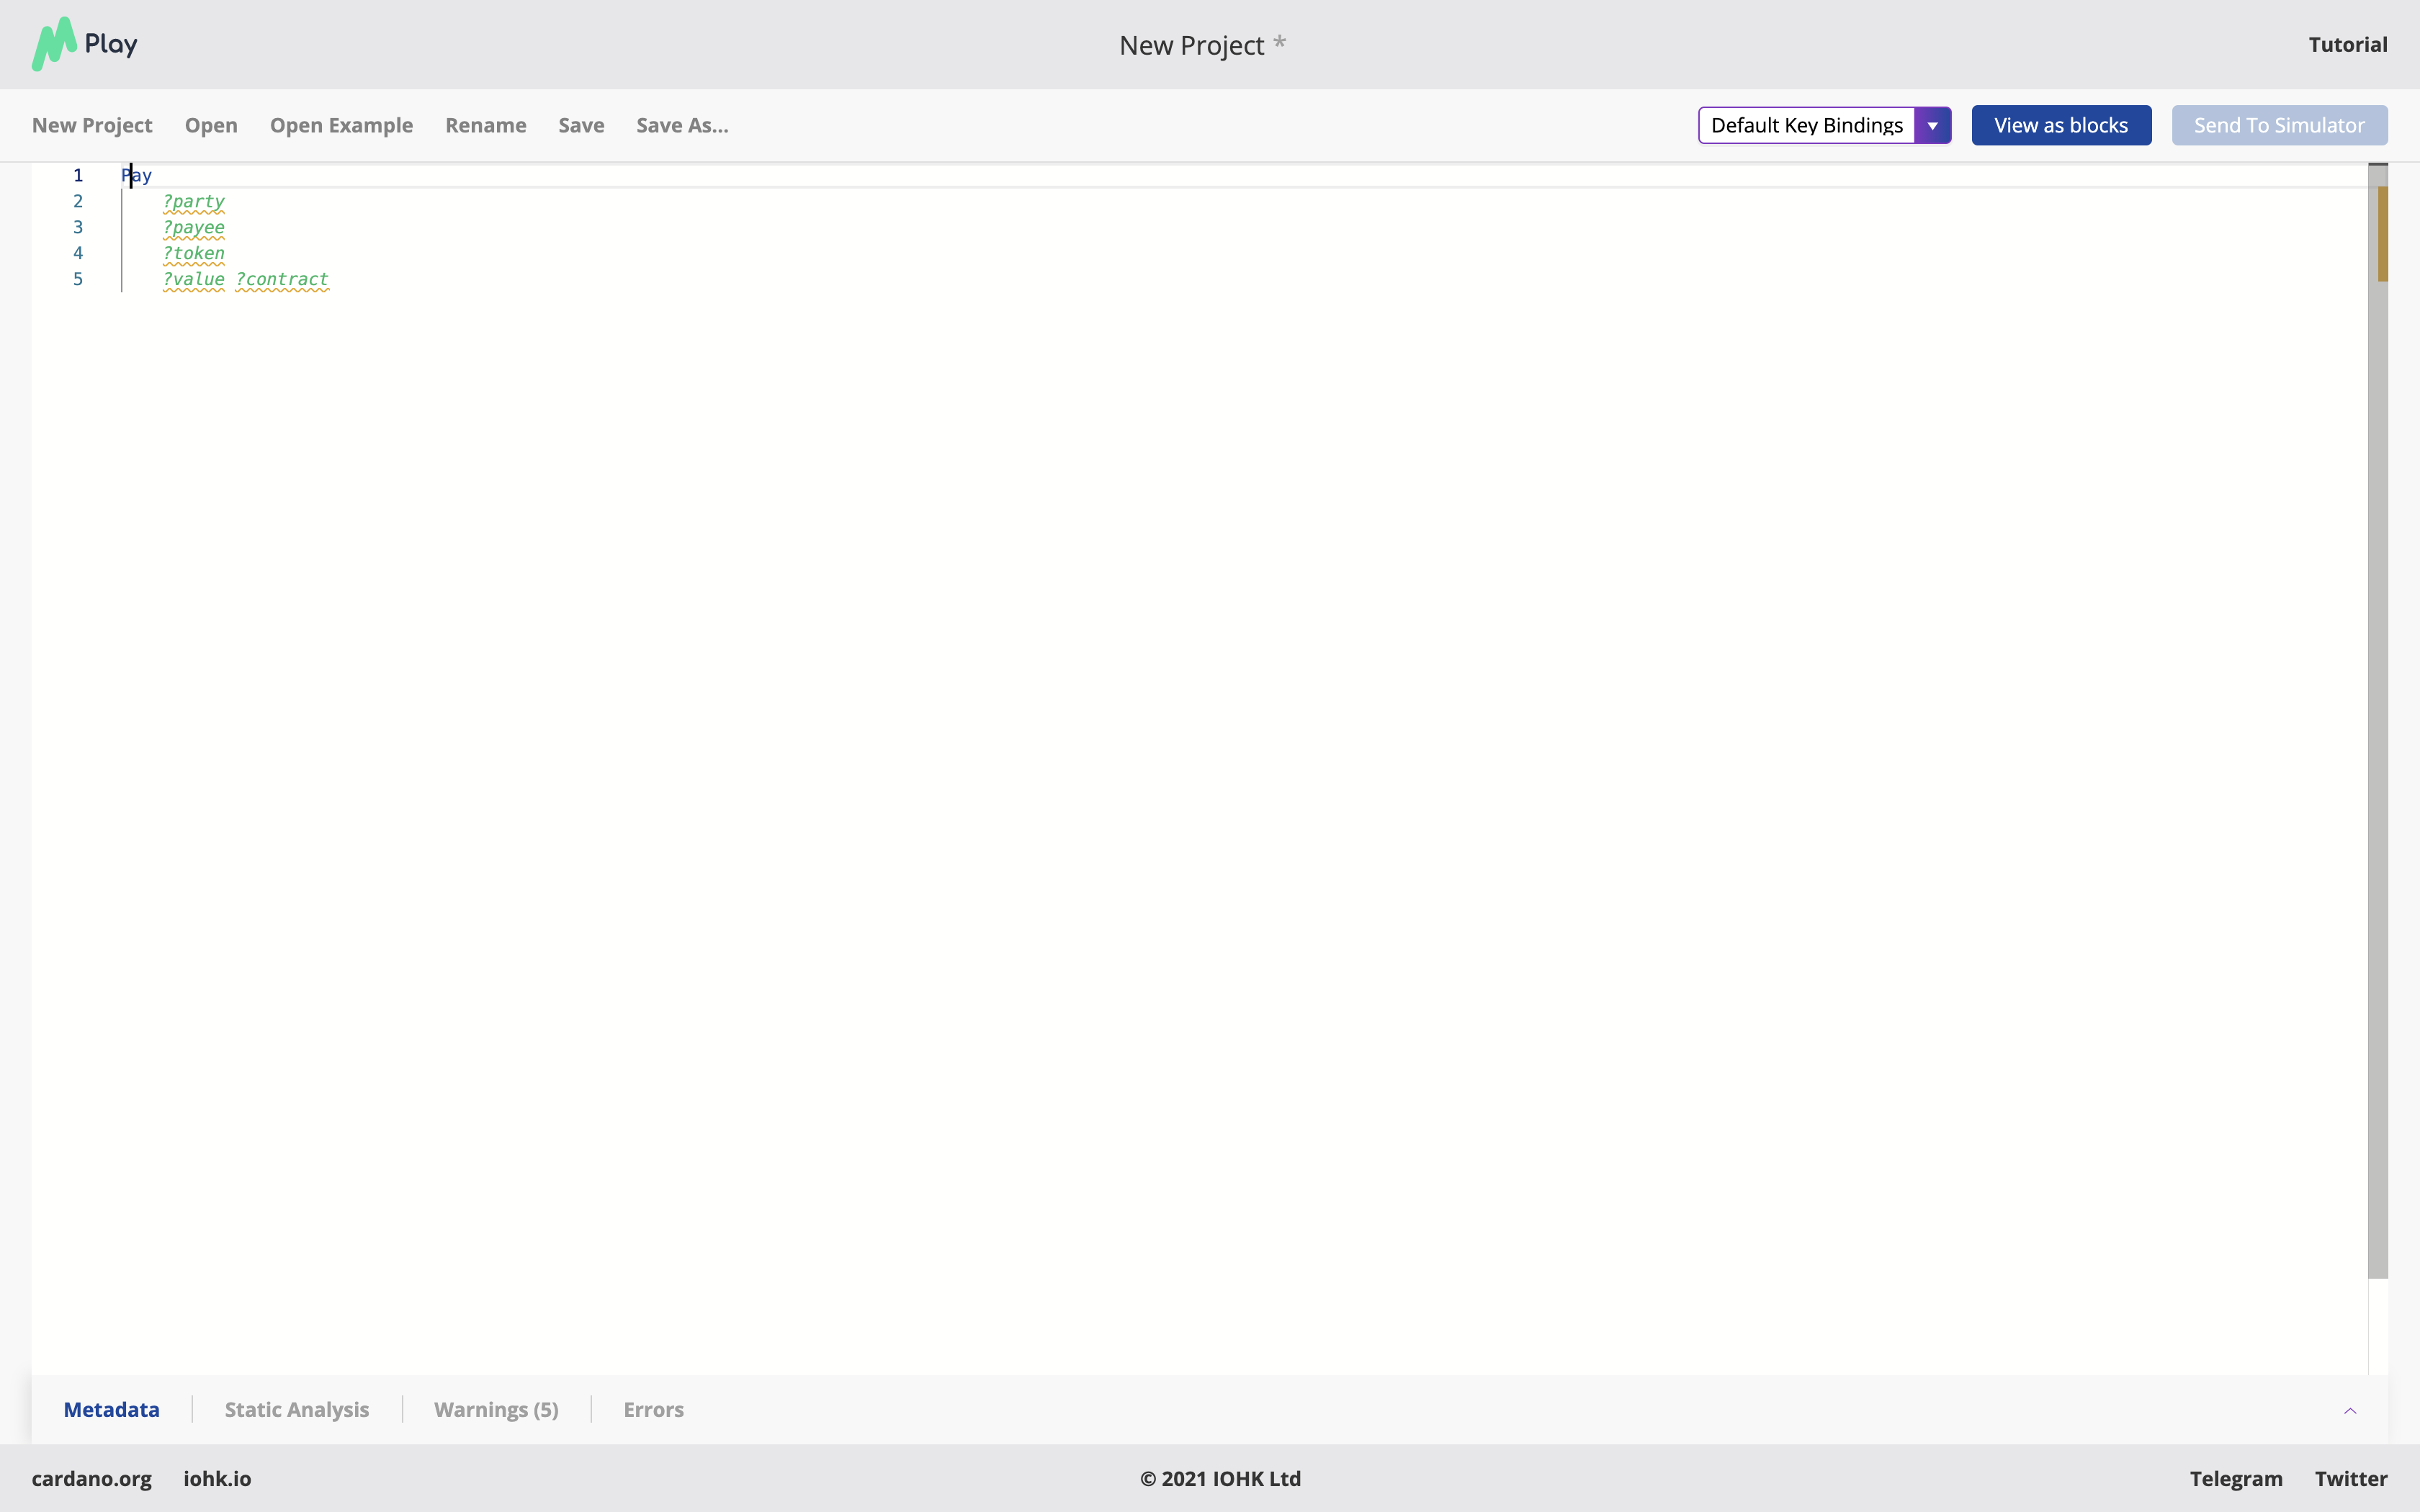 Play
New Project *
Tutorial
New Project Open Open Example Rename Save Save As...
Default Key Bindings View as blocks Send To Simulator
1 Pay
2 ?party
3 ?payee
4 ?token
5 ?value ?contract
Metadata Static Analysis Warnings (5) Errors
cardano.org iohk.io © 2021 IOHK Ltd Telegram Twitter